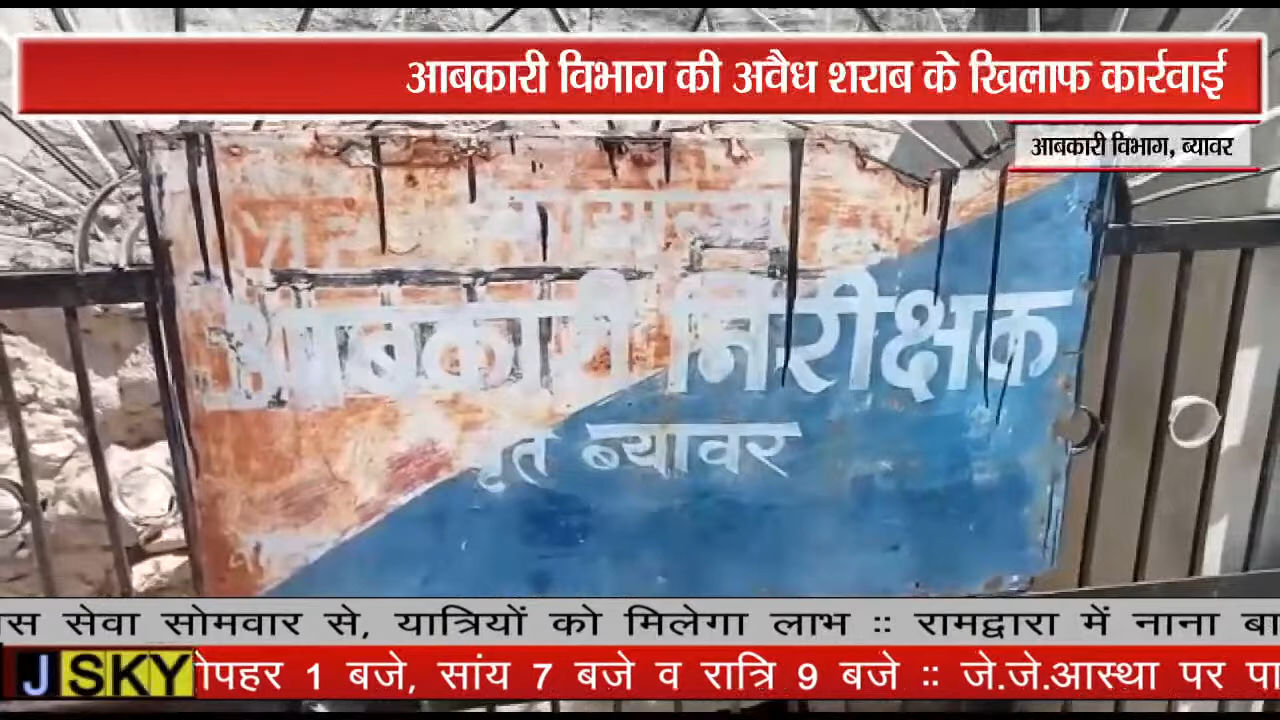 आबकारी विभाग की अवैध शराब के खिलाफ कार्रवाई
आबकारी विभाग, ब्यावर
आबकारी निरीक्षक
वृत ब्यावर
स सेवा सोमवार से, यात्रियों को मिलेगा लाभ :: रामद्वारा में नाना बा
J SKY ोपहर 1 बजे, सांय 7 बजे व रात्रि 9 बजे :: जे.जे.आस्था पर पा